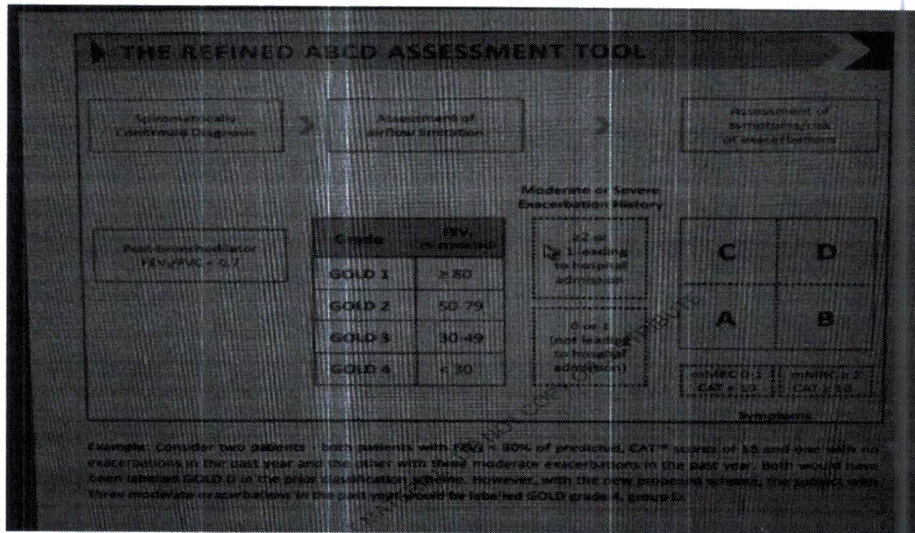 THE REFINED ABCD ASSESSMENT TOOL
Spirometrically
Confirmed Diagnosis
Assessment of
airflow limitation
Assessment of
symptoms/risk
of exacerbations
Post-bronchodilator
FEV₁/FVC < 0.7
Grade
FEV₁
(% predicted)
GOLD 1
≥ 80
GOLD 2
50-79
GOLD 3
30-49
GOLD 4
< 30
Moderate or Severe
Exacerbation History
≥2 or
≥ 1 leading
to hospital
admission
0 or 1
(not leading
to hospital
admission)
C
D
A
B
mMRC 0-1
CAT < 10
mMRC ≥ 2
CAT ≥ 10
Symptoms
Example: Consider two patients - both patients with FEV₁ < 30% of predicted, CAT™ scores of 18 and one with no
exacerbations in the past year and the other with three moderate exacerbations in the past year. Both would have
been labelled GOLD D in the prior classification scheme. However, with the new proposed scheme, the subject with
three moderate exacerbations in the past year would be labelled GOLD grade 4, group D.